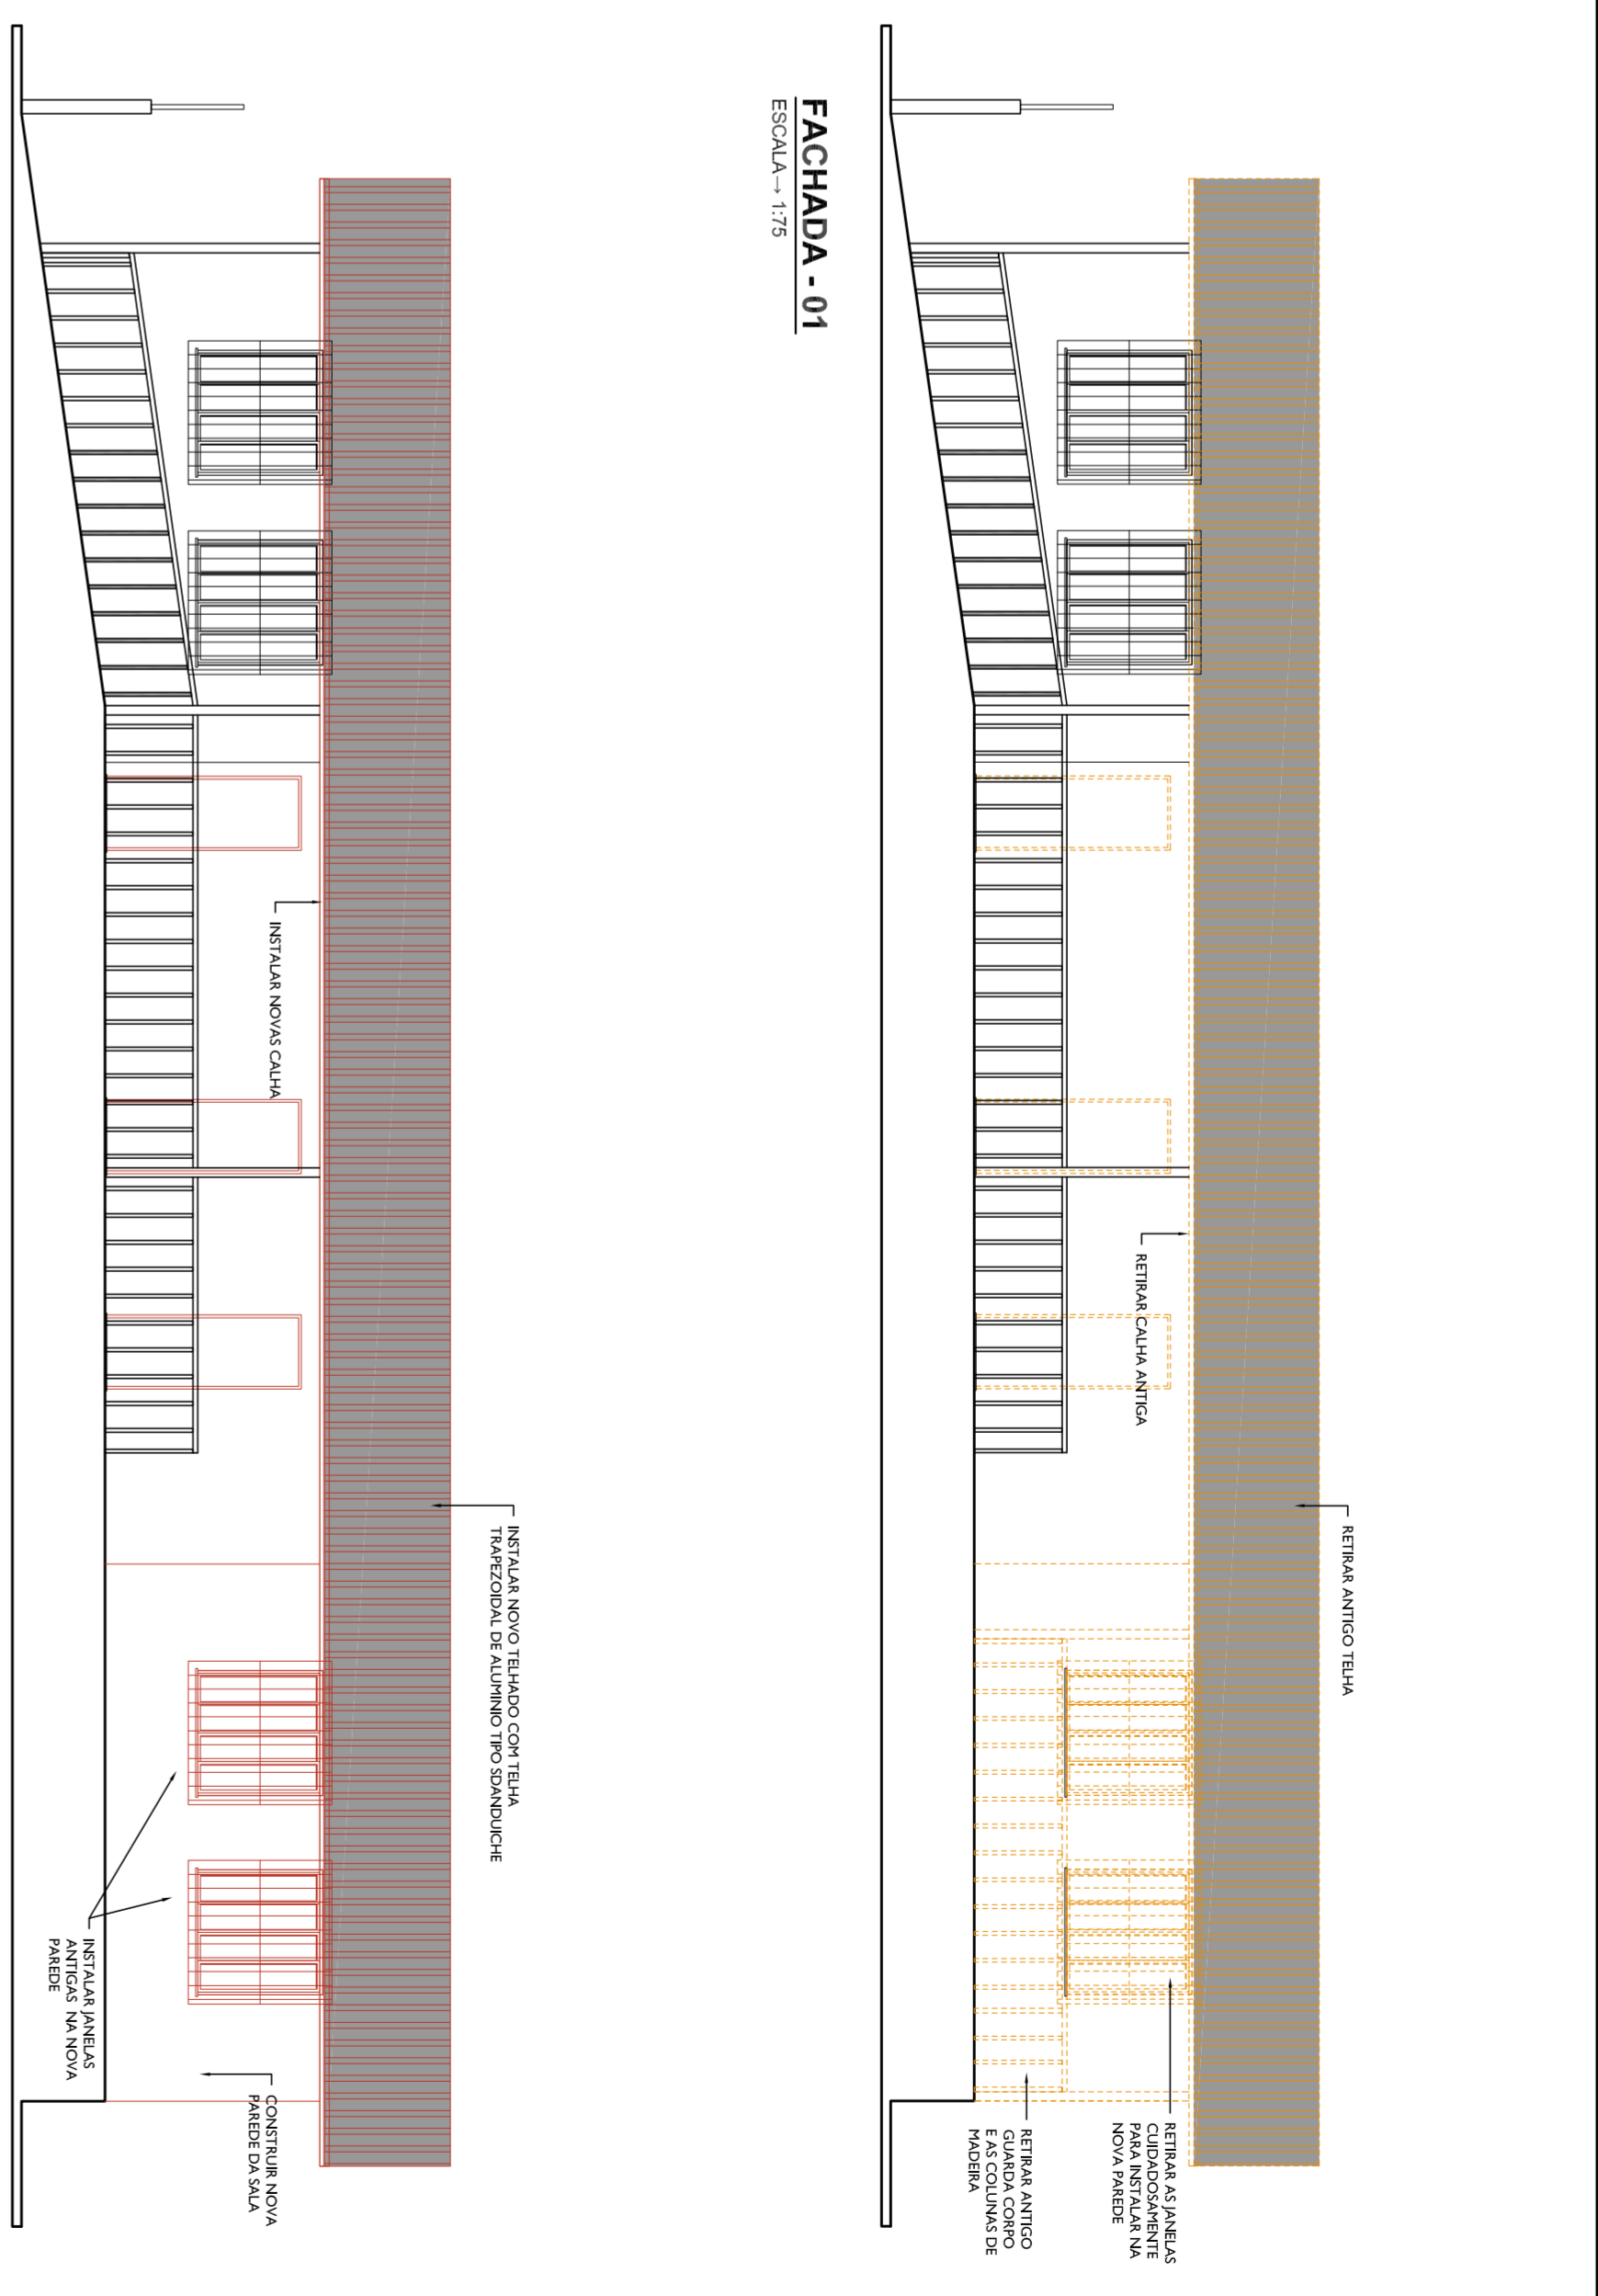 RETIRAR ANTIGO TELHA
RETIRAR CALHA ANTIGA
RETIRAR AS JANELAS
CUIDADOSAMENTE
PARA INSTALAR NA
NOVA PAREDE
RETIRAR ANTIGO
GUARDA CORPO
E AS COLUNAS DE
MADEIRA
FACHADA - 01
ESCALA→ 1:75
INSTALAR NOVO TELHADO COM TELHA
TRAPEZOIDAL DE ALUMINIO TIPO SDANDUICHE
INSTALAR NOVAS CALHA
CONSTRUIR NOVA
PAREDE DA SALA
INSTALAR JANELAS
ANTIGAS NA NOVA
PAREDE